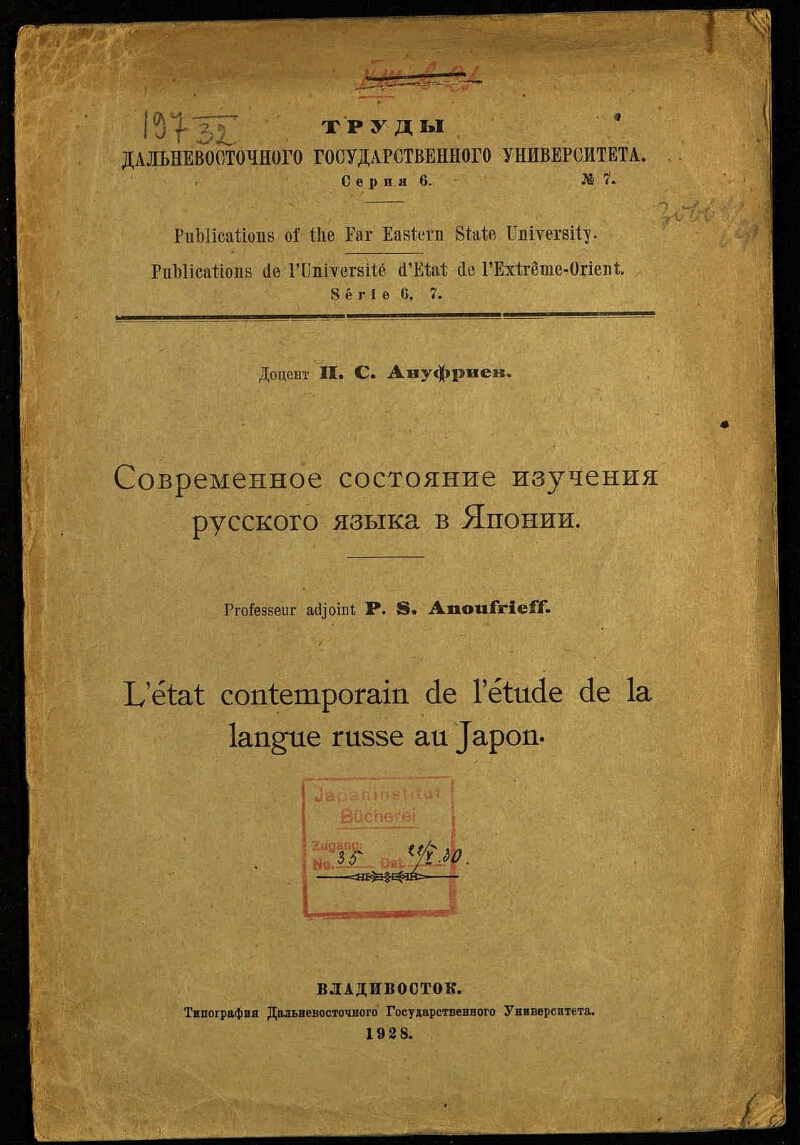 ТРУДЫ
ДАЛЬНЕВОСТОЧНОГО ГОСУДАРСТВЕННОГО УНИВЕРСИТЕТА.
Серия 6. № 7.
Publications of the Far Eastern State University.
Publications de l'Université d'Etat de l'Extrême-Orient.
Série 6, 7.
Доцент П. С. Ануфриев.
Современное состояние изучения
русского языка в Японии.
Professeur adjoint P. S. Anoufrieff.
L'état contemporain de l'étude de la
langue russe au Japon.
Japaninstitut
Bücherei
Zugang:
No. 35 Dat.
ВЛАДИВОСТОК.
Типография Дальневосточного Государственного Университета.
1928.